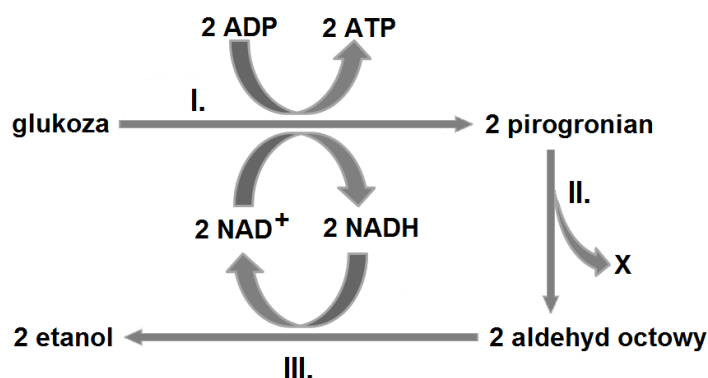 2 ADP 2 ATP
I.
glukoza 2 pirogronian
II.
2 NAD+ 2 NADH
X
2 etanol 2 aldehyd octowy
III.